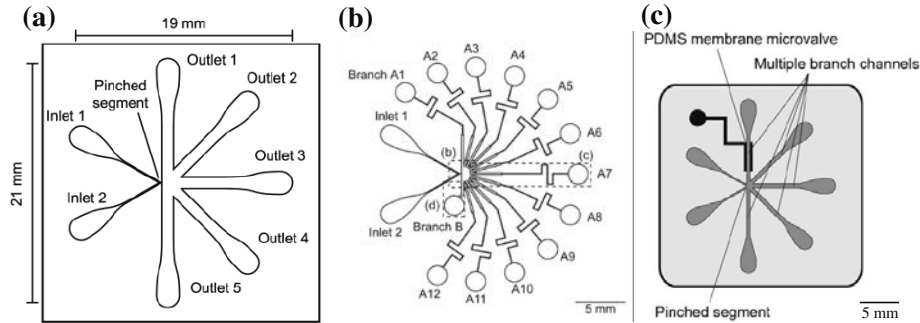 (a)
19 mm
21 mm
Outlet 1
Outlet 2
Pinched
segment
Inlet 1
Outlet 3
Inlet 2
Outlet 4
Outlet 5
(b)
A3
A2
A4
Branch A1
A5
Inlet 1
A6
(b)
(c)
A7
(d)
A8
Branch B
Inlet 2
A9
A12
A11
A10
5 mm
(c)
PDMS membrane microvalve
Multiple branch channels
Pinched segment
5 mm